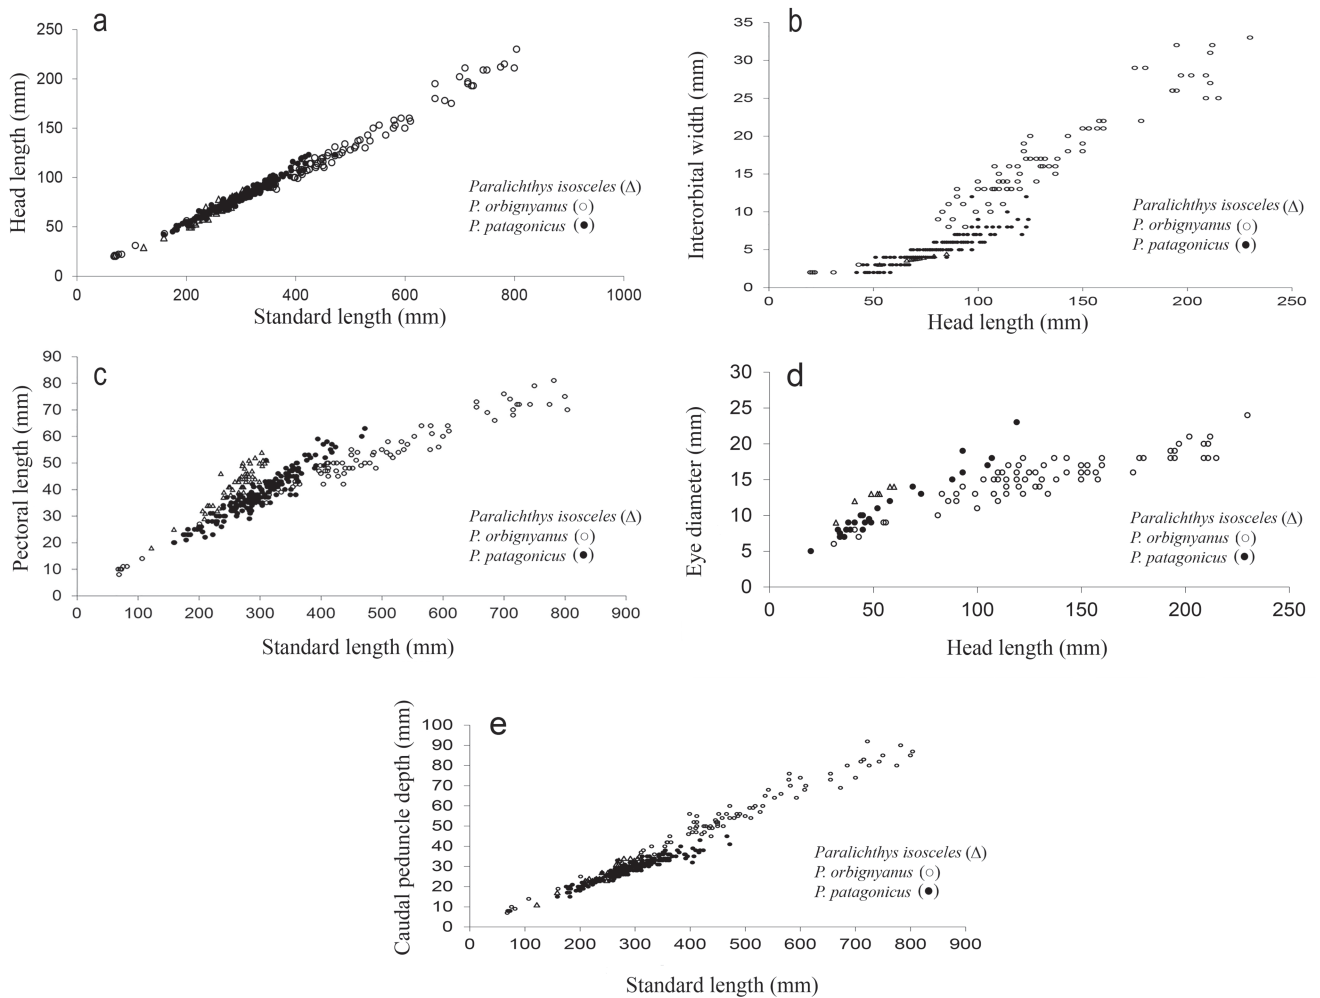 a
250
200
150
100
50
0
Head length (mm)
0 200 400 600 800 1000
Standard length (mm)
Paralichthys isosceles (Δ)
P. orbignyanus (○)
P. patagonicus (●)
b
35
30
25
20
15
10
5
0
Interorbital width (mm)
0 50 100 150 200 250
Head length (mm)
Paralichthys isosceles (Δ)
P. orbignyanus (○)
P. patagonicus (●)
c
90
80
70
60
50
40
30
20
10
0
Pectoral length (mm)
0 100 200 300 400 500 600 700 800 900
Standard length (mm)
Paralichthys isosceles (Δ)
P. orbignyanus (○)
P. patagonicus (●)
d
30
25
20
15
10
5
0
Eye diameter (mm)
0 50 100 150 200 250
Head length (mm)
Paralichthys isosceles (Δ)
P. orbignyanus (○)
P. patagonicus (●)
e
100
90
80
70
60
50
40
30
20
10
0
Caudal peduncle depth (mm)
0 100 200 300 400 500 600 700 800 900
Standard length (mm)
Paralichthys isosceles (Δ)
P. orbignyanus (○)
P. patagonicus (●)